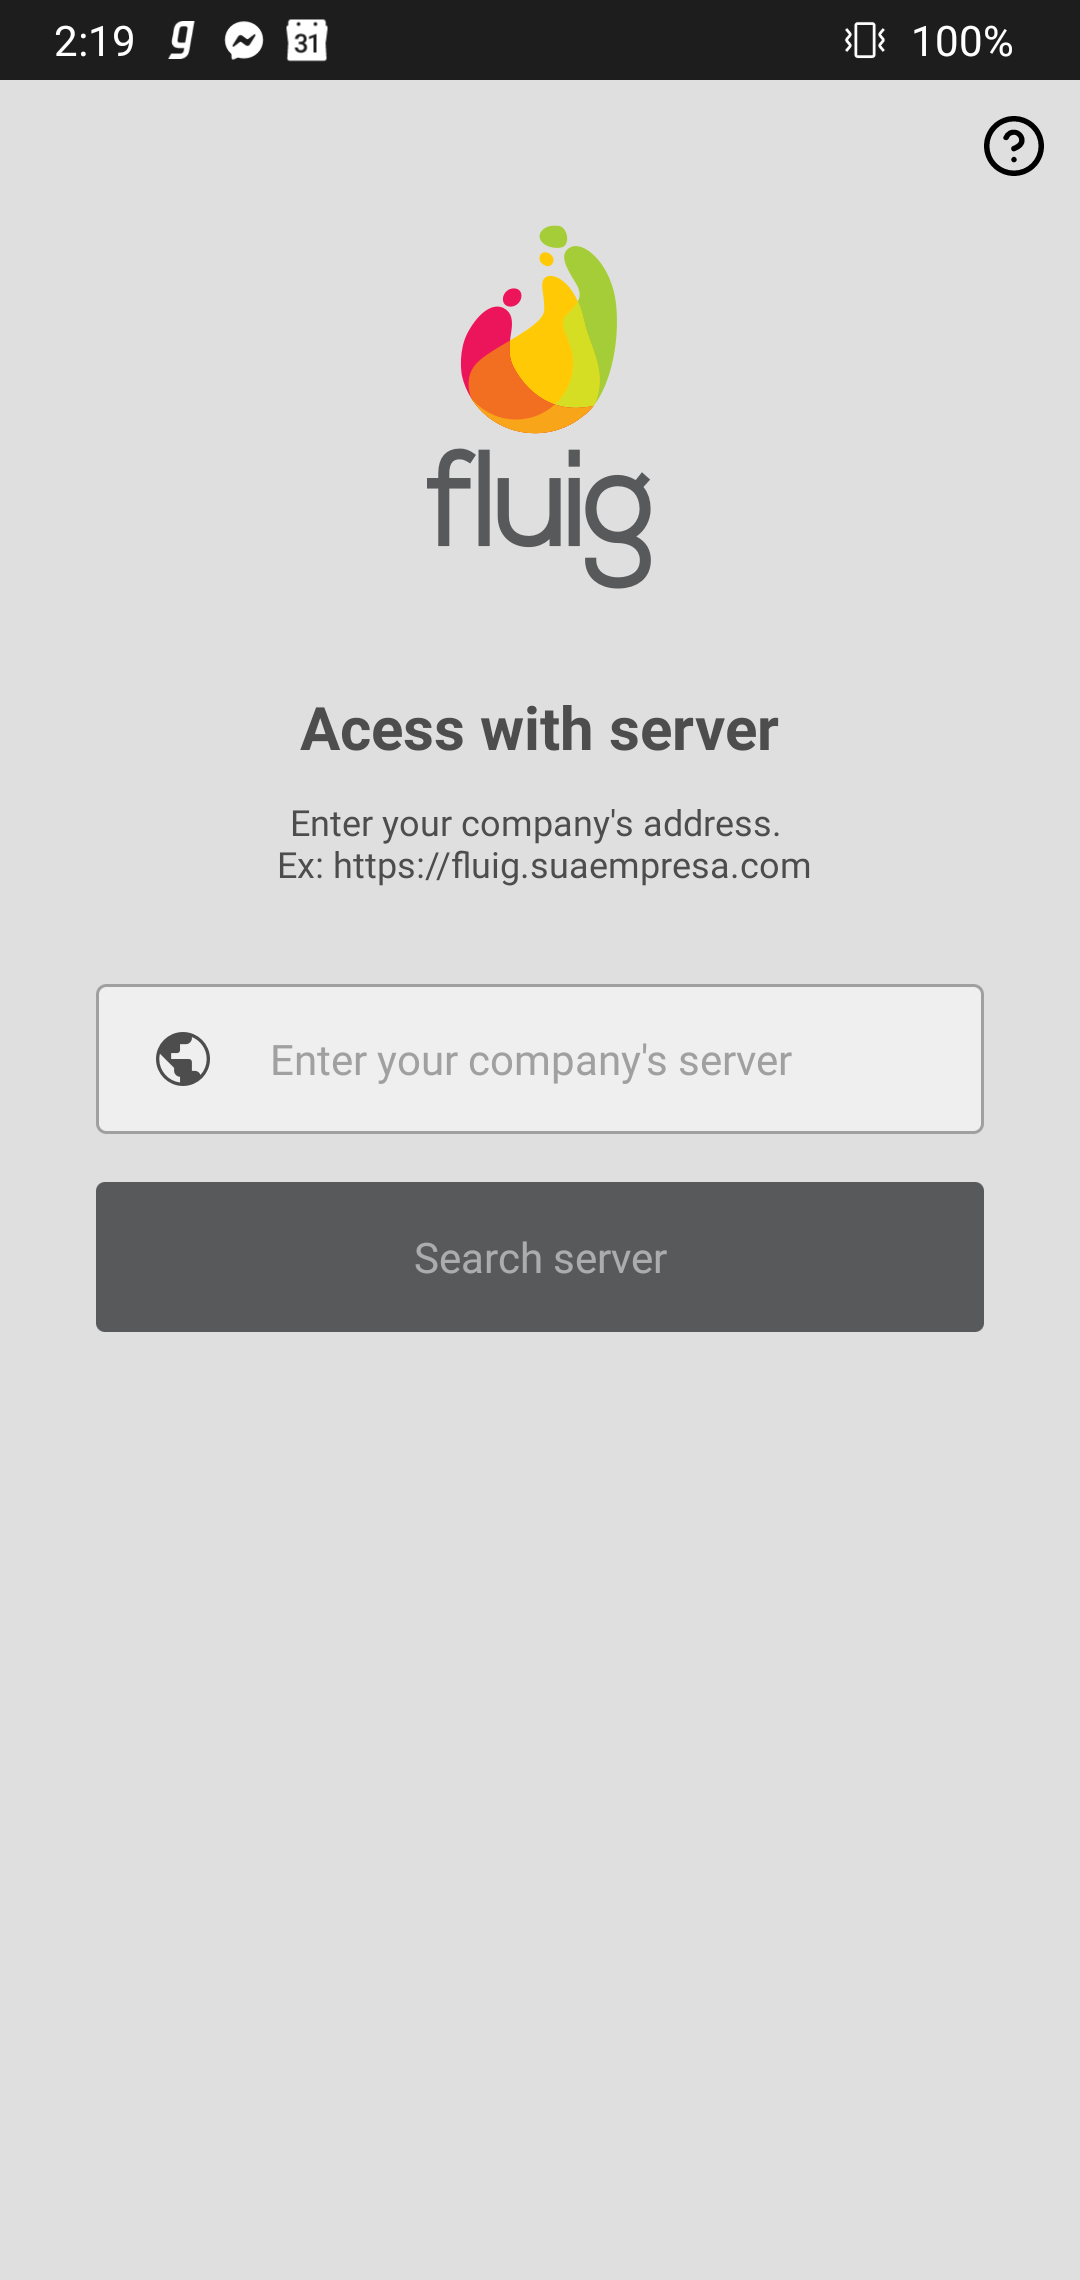 2:19 g 31 100%
fluig
Acess with server
Enter your company's address.
Ex: https://fluig.suaempresa.com
Enter your company's server
Search server